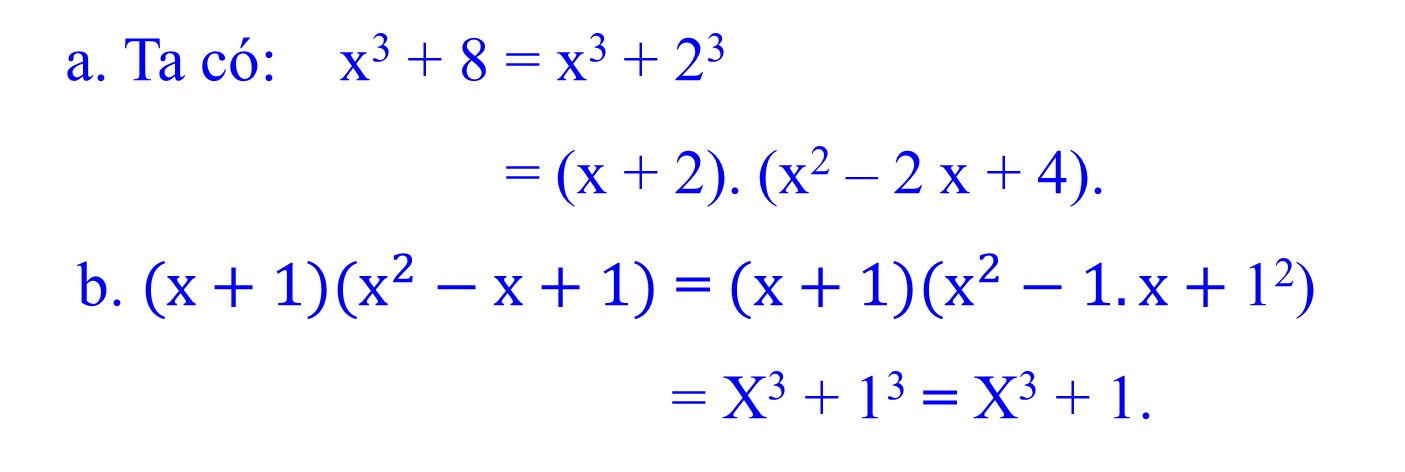 a. Ta có: x³ + 8 = x³ + 2³
= (x + 2). (x² – 2 x + 4).
b. (x + 1)(x² − x + 1) = (x + 1)(x² − 1. x + 1²)
= X³ + 1³ = X³ + 1.